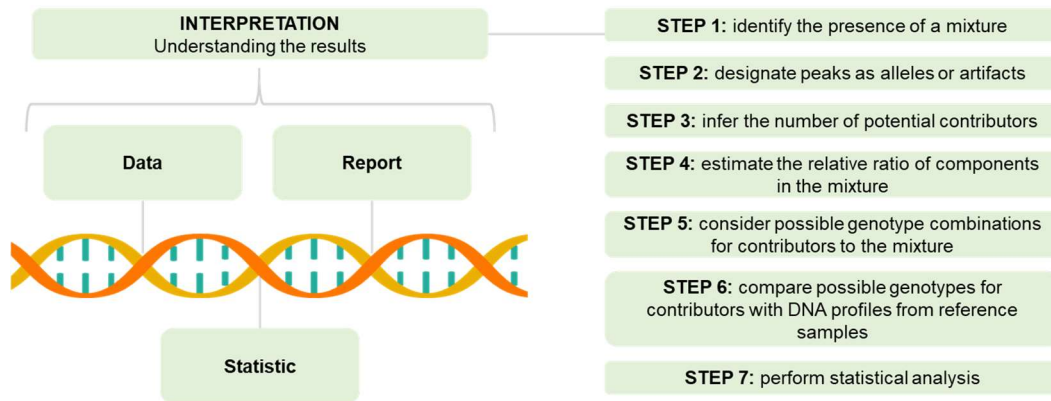 INTERPRETATION
Understanding the results
Data
Report
Statistic
STEP 1: identify the presence of a mixture
STEP 2: designate peaks as alleles or artifacts
STEP 3: infer the number of potential contributors
STEP 4: estimate the relative ratio of components
in the mixture
STEP 5: consider possible genotype combinations
for contributors to the mixture
STEP 6: compare possible genotypes for
contributors with DNA profiles from reference
samples
STEP 7: perform statistical analysis